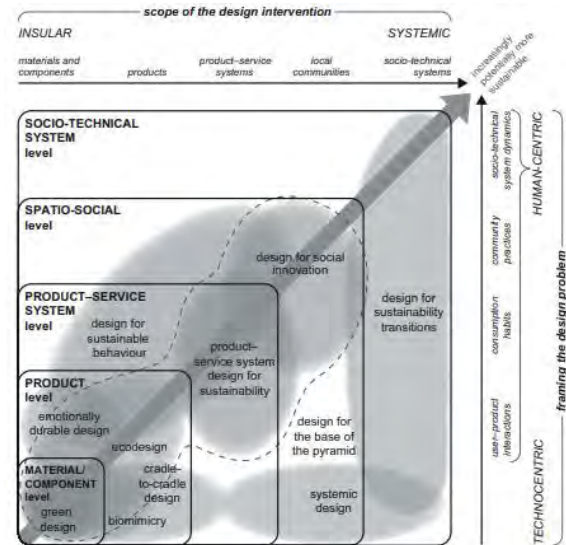 scope of the design intervention
INSULAR
SYSTEMIC
materials and
components
products
product–service
systems
local
communities
socio-technical
systems
increasingly
potentially more
sustainable
SOCIO-TECHNICAL
SYSTEM
level
SPATIO-SOCIAL
level
design for social
innovation
PRODUCT–SERVICE
SYSTEM
level
design for
sustainable
behaviour
product–
service system
design for
sustainability
design for
sustainability
transitions
PRODUCT
level
emotionally
durable design
ecodesign
design for
the base of
the pyramid
MATERIAL/
COMPONENT
level
green
design
cradle-
to-cradle
design
biomimicry
systemic
design
socio-technical
system dynamics
community
practices
consumption
habits
user–product
interactions
HUMAN-CENTRIC
TECHNOCENTRIC
framing the design problem